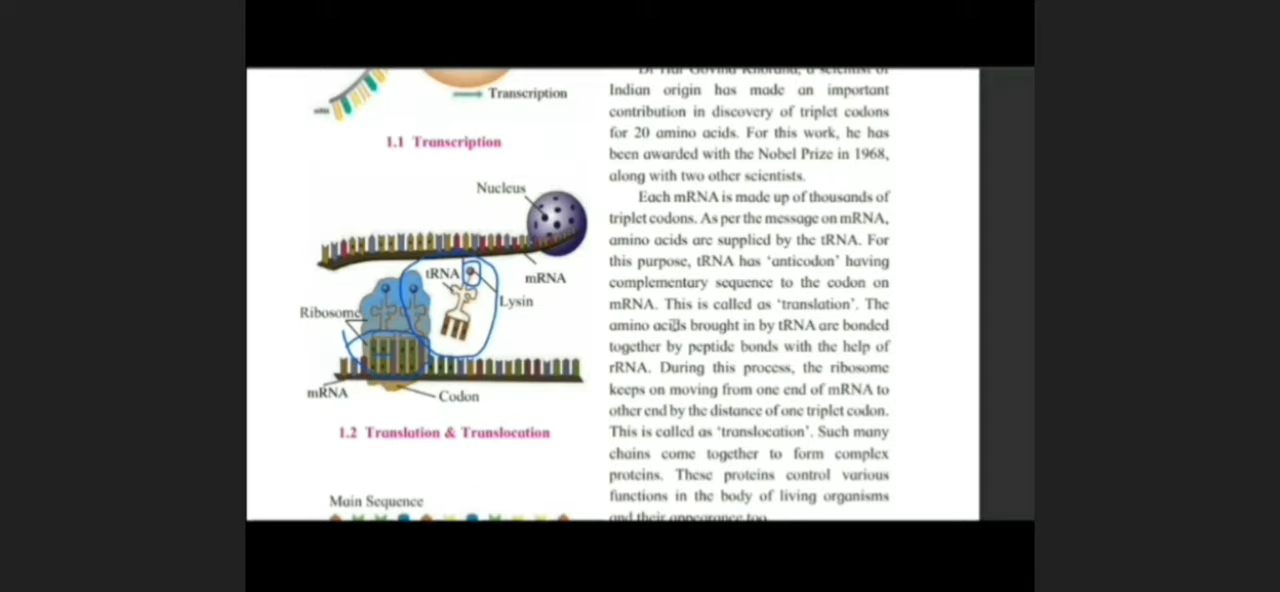 Transcription
1.1 Transcription
Nucleus
tRNA
mRNA
Lysin
Ribosome
mRNA
Codon
1.2 Translation & Translocation
Main Sequence
Indian origin has made an important
contribution in discovery of triplet codons
for 20 amino acids. For this work, he has
been awarded with the Nobel Prize in 1968,
along with two other scientists.
Each mRNA is made up of thousands of
triplet codons. As per the message on mRNA,
amino acids are supplied by the tRNA. For
this purpose, tRNA has ‘anticodon’ having
complementary sequence to the codon on
mRNA. This is called as ‘translation’. The
amino acids brought in by tRNA are bonded
together by peptide bonds with the help of
rRNA. During this process, the ribosome
keeps on moving from one end of mRNA to
other end by the distance of one triplet codon.
This is called as ‘translocation’. Such many
chains come together to form complex
proteins. These proteins control various
functions in the body of living organisms
and their appearance too.